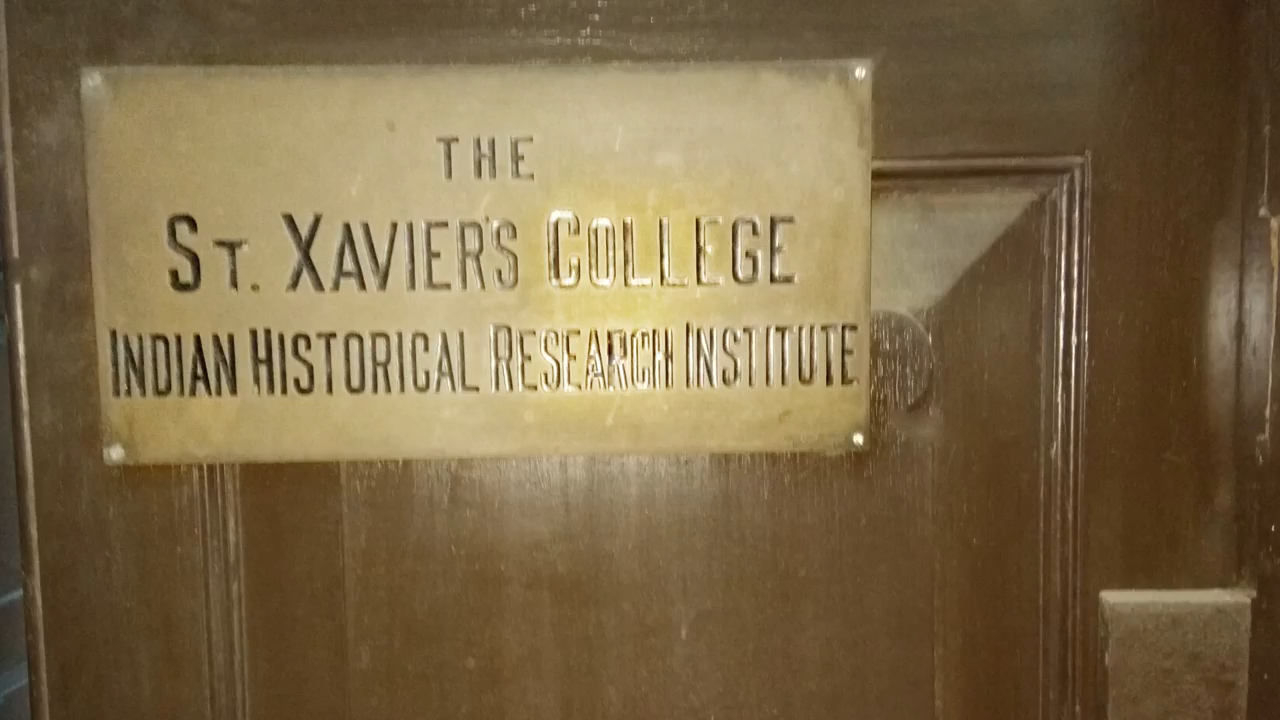 THE
ST. XAVIER'S COLLEGE
INDIAN HISTORICAL RESEARCH INSTITUTE